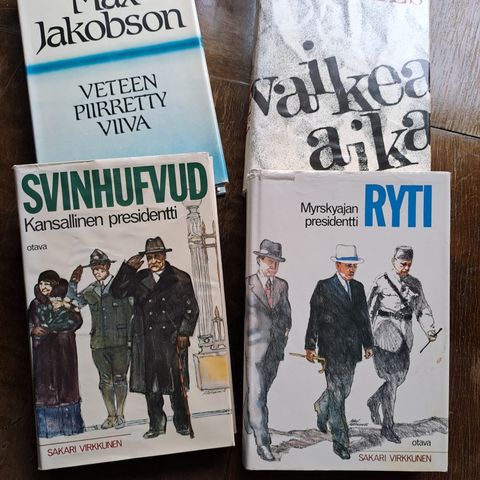 Max
Jakobson
VETEEN
PIIRRETTY
VIIVA
vaikea
aika
SVINHUFVUD
Kansallinen presidentti
otava
SAKARI VIRKKUNEN
Myrskyajan
presidentti
RYTI
otava
SAKARI VIRKKUNEN